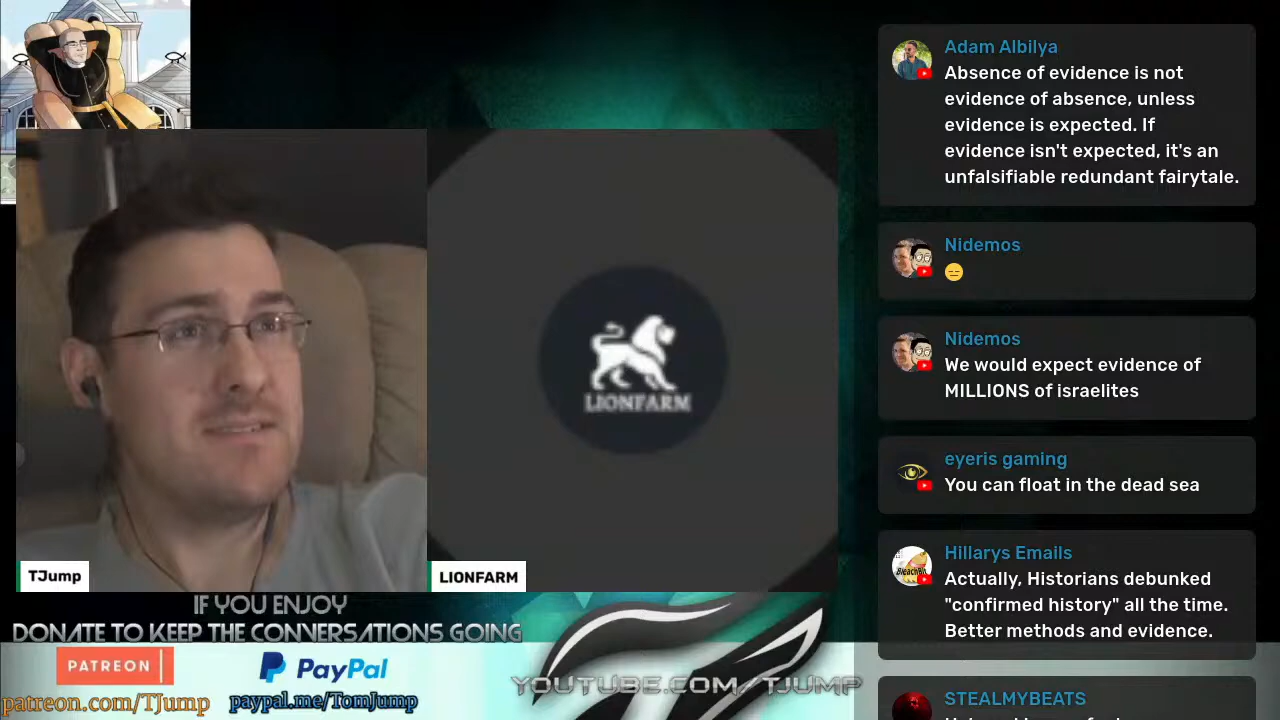 Adam Albilya
Absence of evidence is not
evidence of absence, unless
evidence is expected. If
evidence isn't expected, it's an
unfalsifiable redundant fairytale.
Nidemos
Nidemos
We would expect evidence of
MILLIONS of israelites
eyeris gaming
You can float in the dead sea
Hillarys Emails
Actually, Historians debunked
"confirmed history" all the time.
Better methods and evidence.
STEALMYBEATS
LIONFARM
TJump
LIONFARM
IF YOU ENJOY
DONATE TO KEEP THE CONVERSATIONS GOING
PATREON
PayPal
patreon.com/TJump
paypal.me/TomJump
YOUTUBE.COM/TJUMP